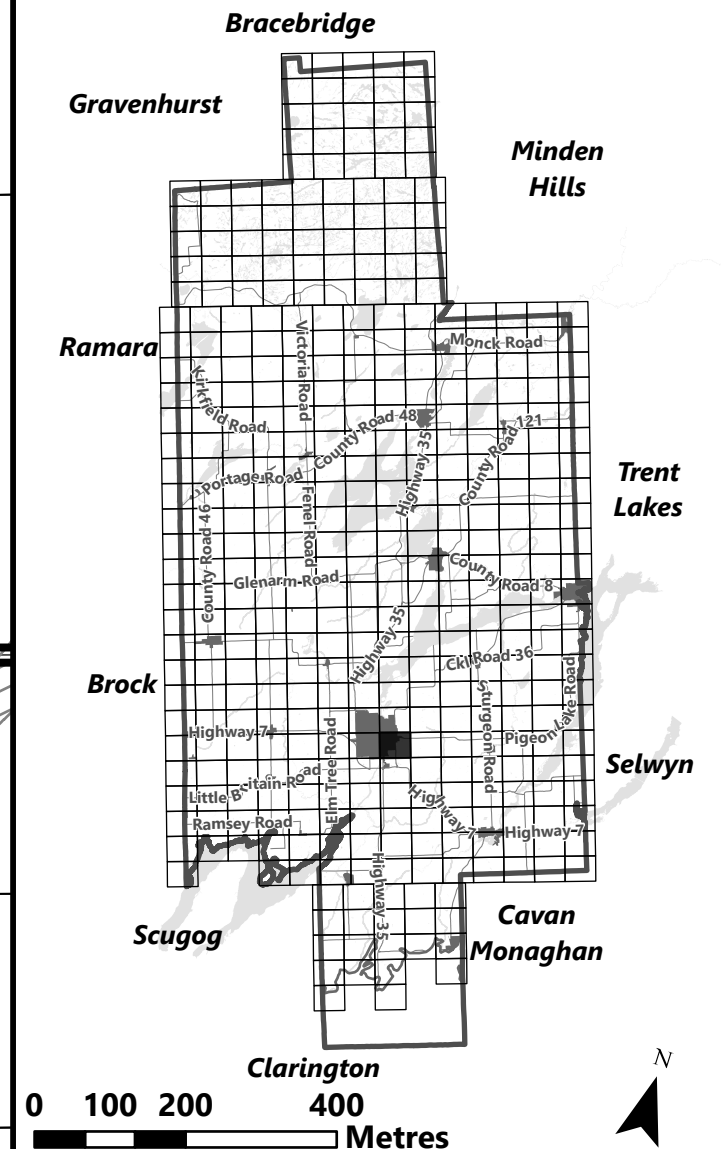 Bracebridge
Gravenhurst
Minden
Hills
Ramara
Victoria Road
Monck Road
Kirkfield Road
County Road 48
Highway 35
County Road 121
Portage Road
Trent
Lakes
County Road 46
Fenel Road
Glenarm Road
County Road 8
Highway 35
Ckl Road 36
Brock
Sturgeon Road
Pigeon Lake Road
Highway 7
Elm Tree Road
Selwyn
Little Britain Road
Ramsey Road
Highway 7
Highway 7
Highway 35
Scugog
Cavan
Monaghan
Clarington
N
0 100 200 400
Metres